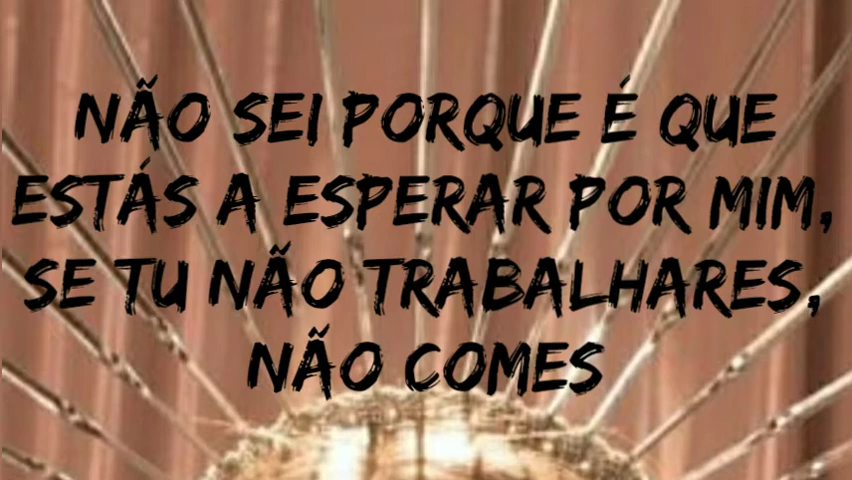 NÃO SEI PORQUE É QUE
ESTÁS A ESPERAR POR MIM,
SE TU NÃO TRABALHARES,
NÃO COMES